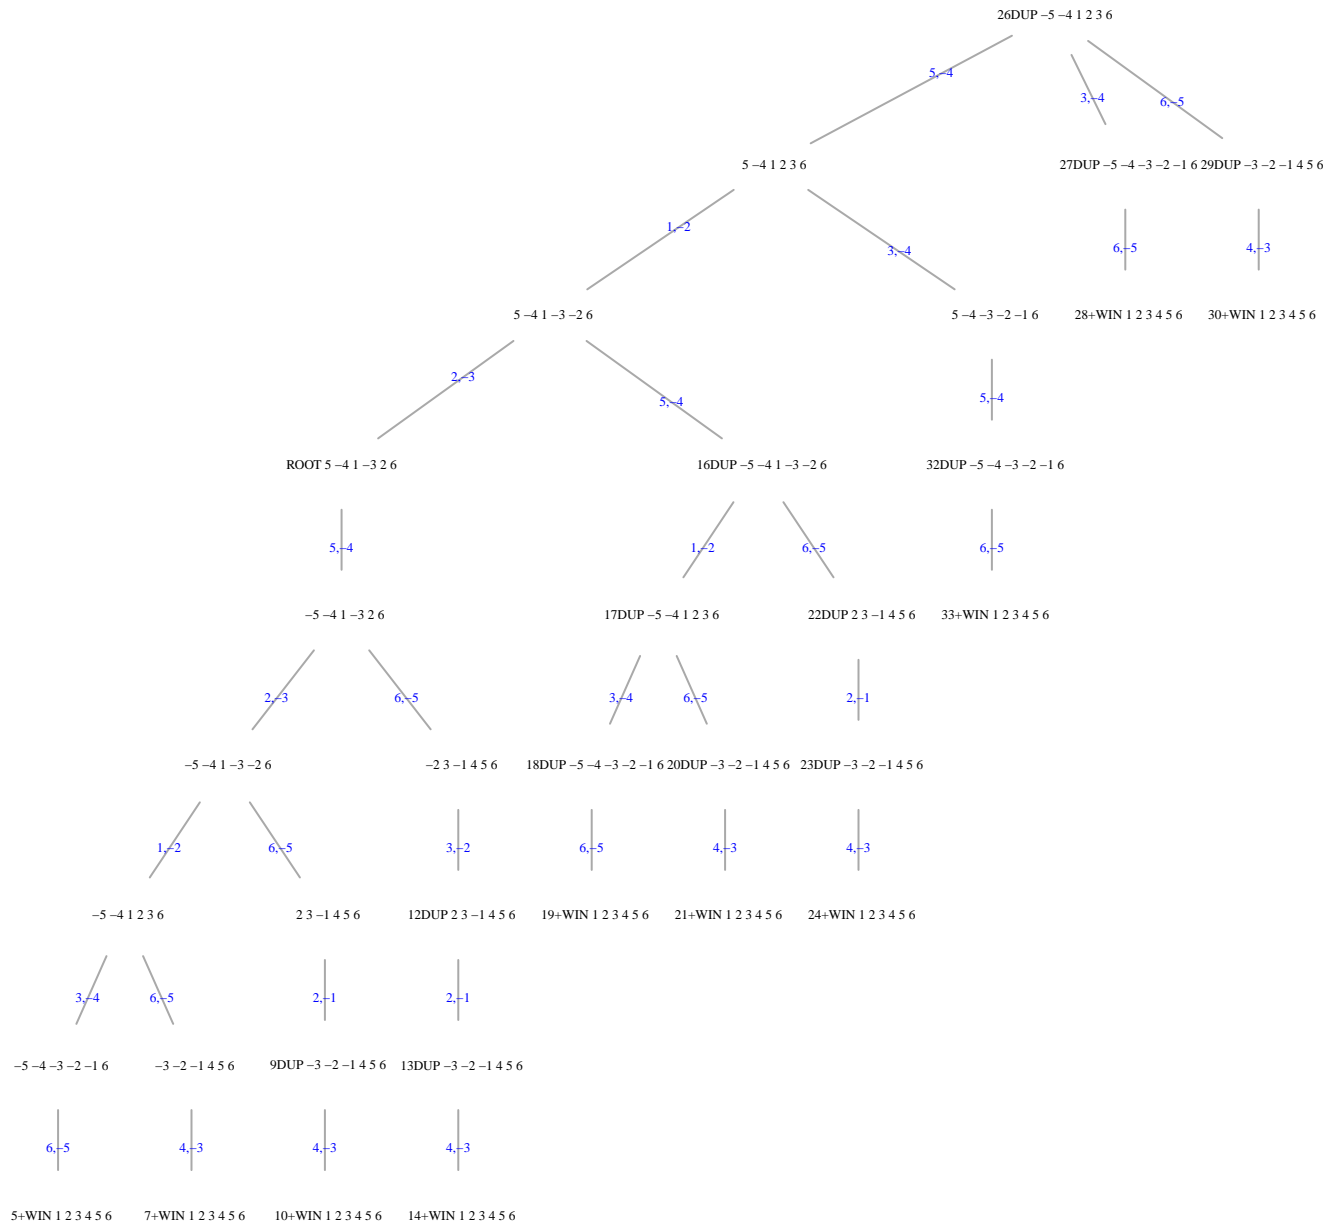 26DUP −5 −4 1 2 3 6
5,−4
3,−4
6,−5
5 −4 1 2 3 6
27DUP −5 −4 −3 −2 −1 6
29DUP −3 −2 −1 4 5 6
1,−2
3,−4
6,−5
4,−3
5 −4 1 −3 −2 6
5 −4 −3 −2 −1 6
28+WIN 1 2 3 4 5 6
30+WIN 1 2 3 4 5 6
2,−3
5,−4
5,−4
ROOT 5 −4 1 −3 2 6
16DUP −5 −4 1 −3 −2 6
32DUP −5 −4 −3 −2 −1 6
5,−4
1,−2
6,−5
6,−5
−5 −4 1 −3 2 6
17DUP −5 −4 1 2 3 6
22DUP 2 3 −1 4 5 6
33+WIN 1 2 3 4 5 6
2,−3
6,−5
3,−4
6,−5
2,−1
−5 −4 1 −3 −2 6
−2 3 −1 4 5 6
18DUP −5 −4 −3 −2 −1 6
20DUP −3 −2 −1 4 5 6
23DUP −3 −2 −1 4 5 6
1,−2
6,−5
3,−2
6,−5
4,−3
4,−3
−5 −4 1 2 3 6
2 3 −1 4 5 6
12DUP 2 3 −1 4 5 6
19+WIN 1 2 3 4 5 6
21+WIN 1 2 3 4 5 6
24+WIN 1 2 3 4 5 6
3,−4
6,−5
2,−1
2,−1
−5 −4 −3 −2 −1 6
−3 −2 −1 4 5 6
9DUP −3 −2 −1 4 5 6
13DUP −3 −2 −1 4 5 6
6,−5
4,−3
4,−3
4,−3
5+WIN 1 2 3 4 5 6
7+WIN 1 2 3 4 5 6
10+WIN 1 2 3 4 5 6
14+WIN 1 2 3 4 5 6